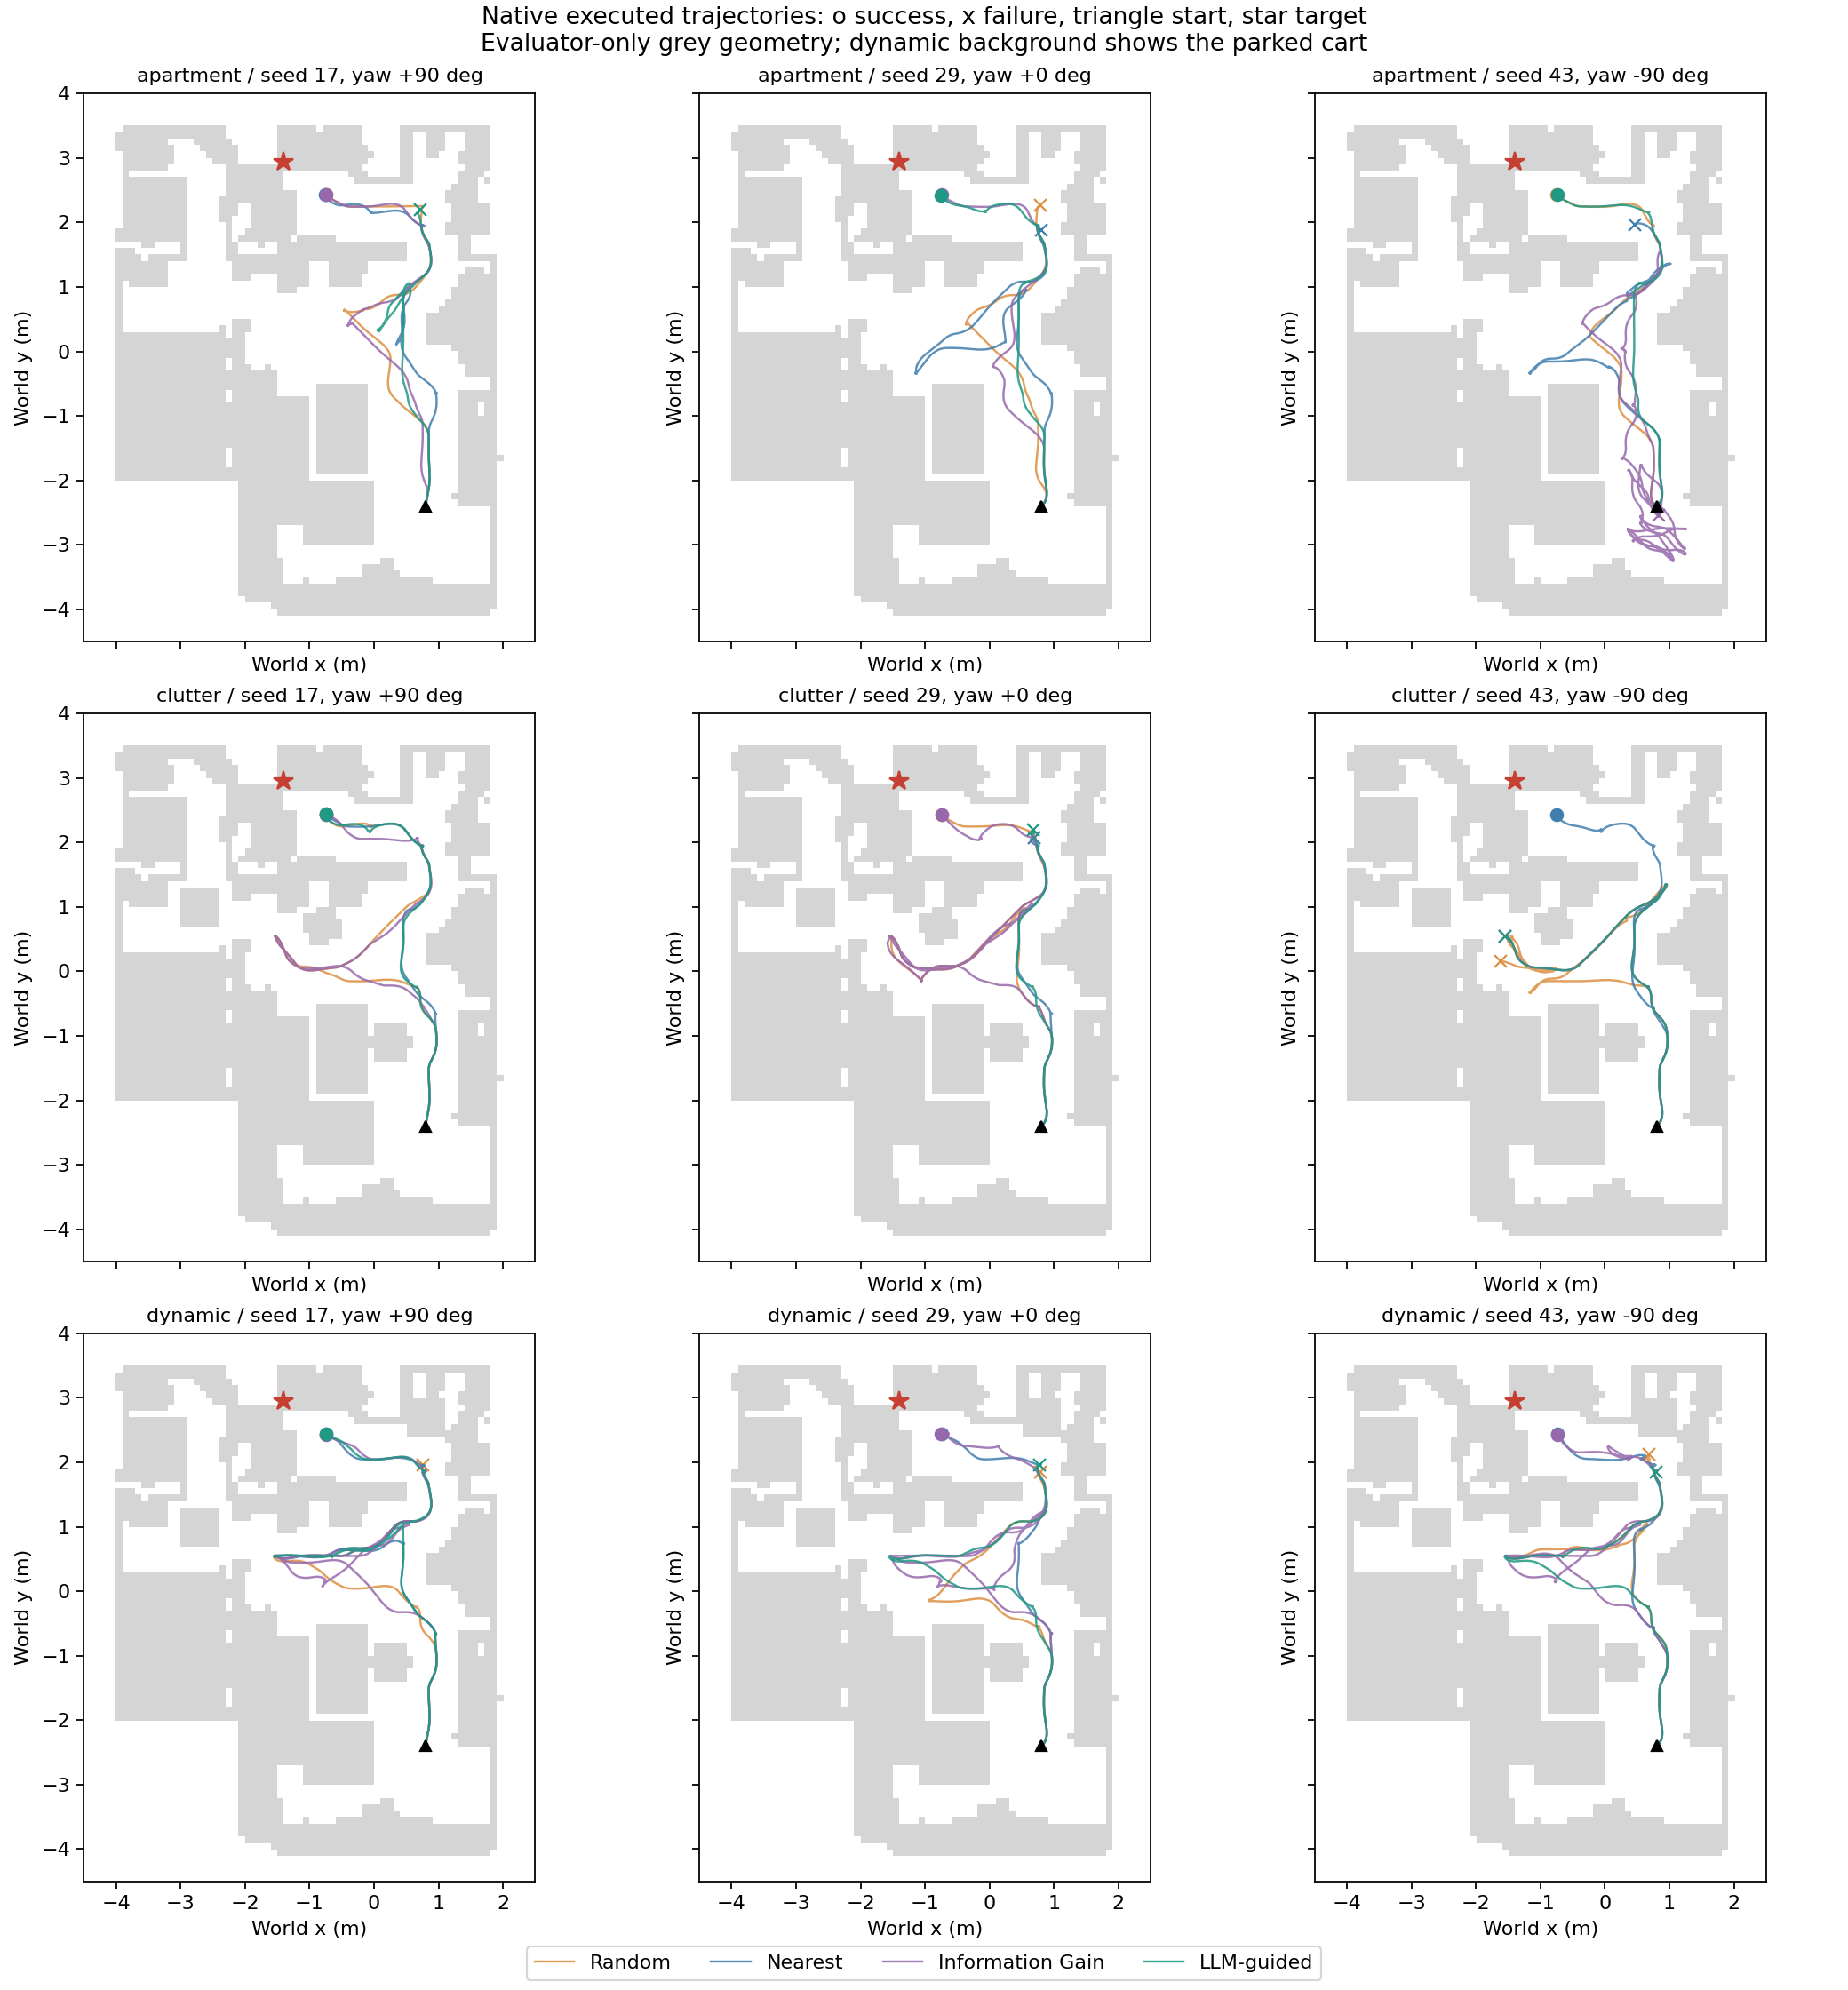 Native executed trajectories: o success, x failure, triangle start, star target
Evaluator-only grey geometry; dynamic background shows the parked cart
apartment / seed 17, yaw +90 deg
apartment / seed 29, yaw +0 deg
apartment / seed 43, yaw -90 deg
4
3
2
1
0
−1
−2
−3
−4
World y (m)
World y (m)
World y (m)
World x (m)
World x (m)
World x (m)
clutter / seed 17, yaw +90 deg
clutter / seed 29, yaw +0 deg
clutter / seed 43, yaw -90 deg
4
3
2
1
0
−1
−2
−3
−4
World y (m)
World y (m)
World y (m)
World x (m)
World x (m)
World x (m)
dynamic / seed 17, yaw +90 deg
dynamic / seed 29, yaw +0 deg
dynamic / seed 43, yaw -90 deg
4
3
2
1
0
−1
−2
−3
−4
World y (m)
World y (m)
World y (m)
−4 −3 −2 −1 0 1 2
−4 −3 −2 −1 0 1 2
−4 −3 −2 −1 0 1 2
World x (m)
World x (m)
World x (m)
Random Nearest Information Gain LLM-guided